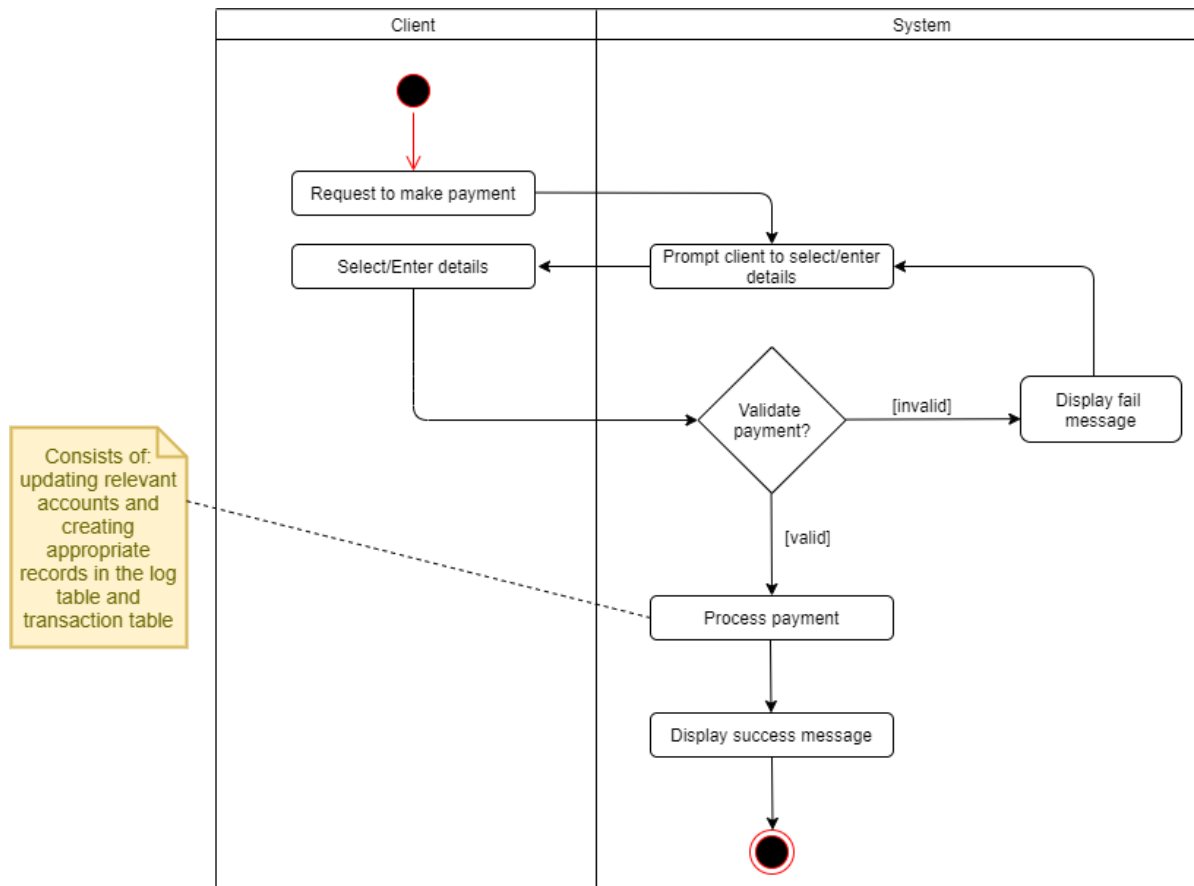 Client
System
Request to make payment
Select/Enter details
Prompt client to select/enter
details
Validate
payment?
[invalid]
Display fail
message
[valid]
Consists of:
updating relevant
accounts and
creating
appropriate
records in the log
table and
transaction table
Process payment
Display success message